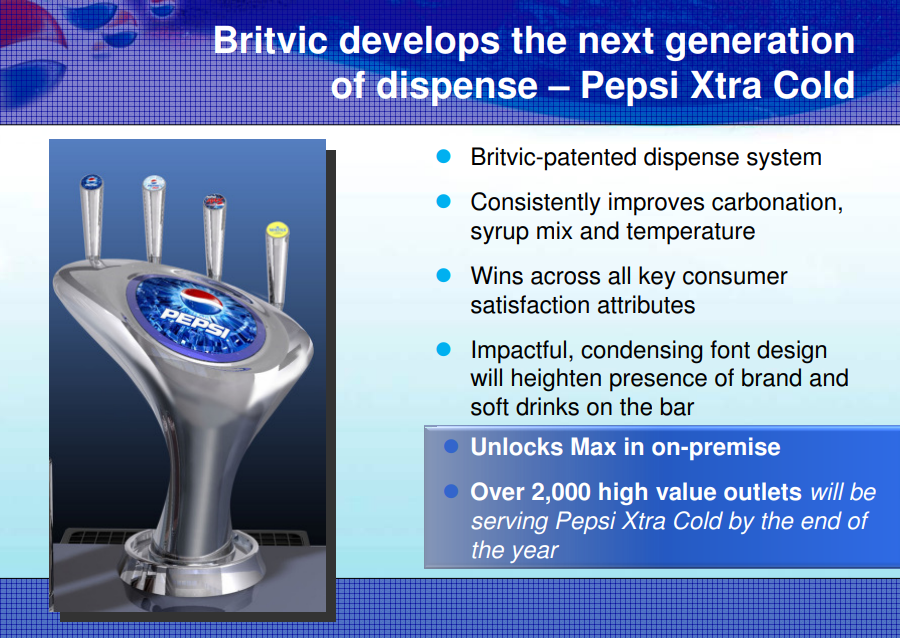 Britvic develops the next generation
of dispense – Pepsi Xtra Cold
PEPSI
Britvic-patented dispense system
Consistently improves carbonation,
syrup mix and temperature
Wins across all key consumer
satisfaction attributes
Impactful, condensing font design
will heighten presence of brand and
soft drinks on the bar
Unlocks Max in on-premise
Over 2,000 high value outlets will be
serving Pepsi Xtra Cold by the end of
the year